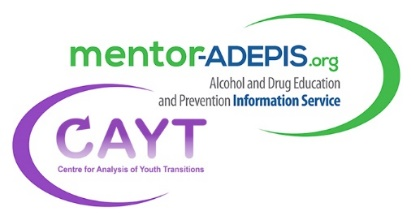 mentor-ADEPIS.org
Alcohol and Drug Education
and Prevention Information Service
CAYT
Centre for Analysis of Youth Transitions